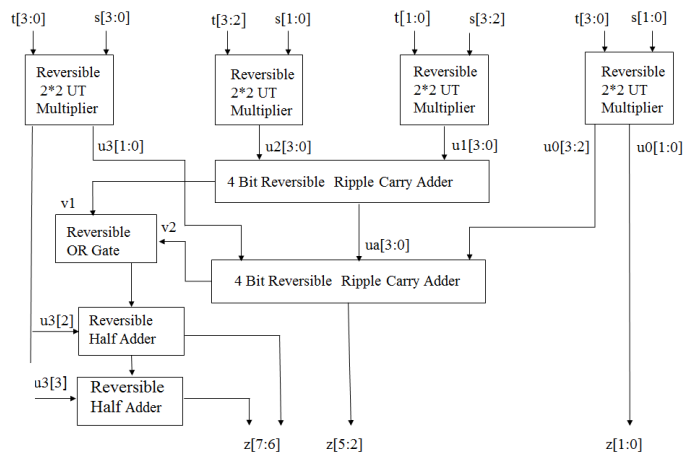 t[3:0] s[3:0] t[3:2] s[1:0] t[1:0] s[3:2] t[3:0] s[1:0]
Reversible
2*2 UT
Multiplier
Reversible
2*2 UT
Multiplier
Reversible
2*2 UT
Multiplier
Reversible
2*2 UT
Multiplier
u3[1:0] u2[3:0] u1[3:0] u0[3:2] u0[1:0]
4 Bit Reversible Ripple Carry Adder
v1
Reversible
OR Gate
v2
ua[3:0]
4 Bit Reversible Ripple Carry Adder
u3[2]
Reversible
Half Adder
u3[3]
Reversible
Half Adder
z[7:6] z[5:2] z[1:0]